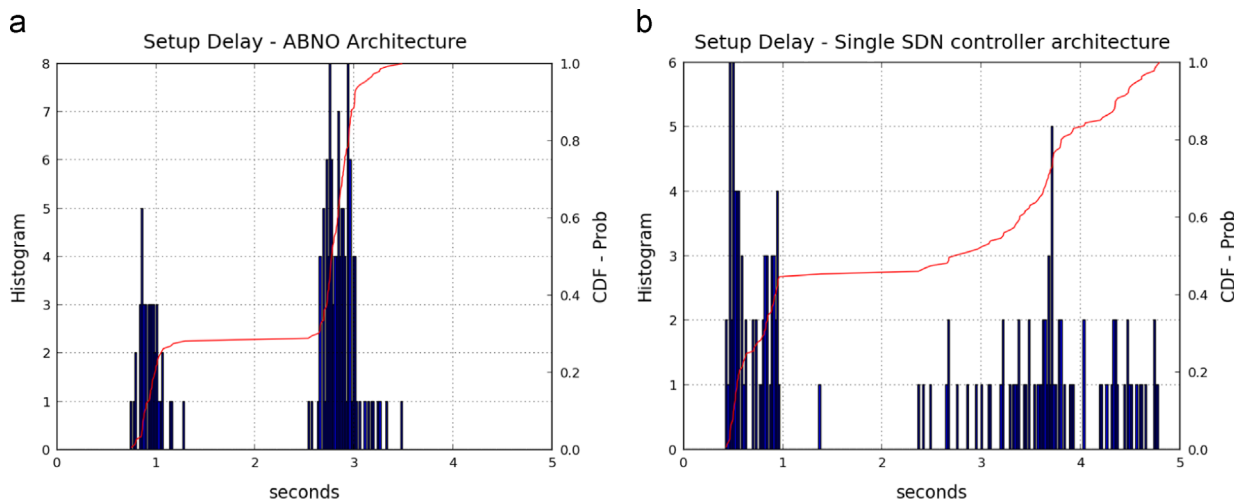 a
Setup Delay - ABNO Architecture
8
7
6
5
4
3
2
1
0
Histogram
1.0
0.8
0.6
0.4
0.2
0.0
CDF - Prob
0 1 2 3 4 5
seconds
b
Setup Delay - Single SDN controller architecture
6
5
4
3
2
1
0
Histogram
1.0
0.8
0.6
0.4
0.2
0.0
CDF - Prob
0 1 2 3 4 5
seconds